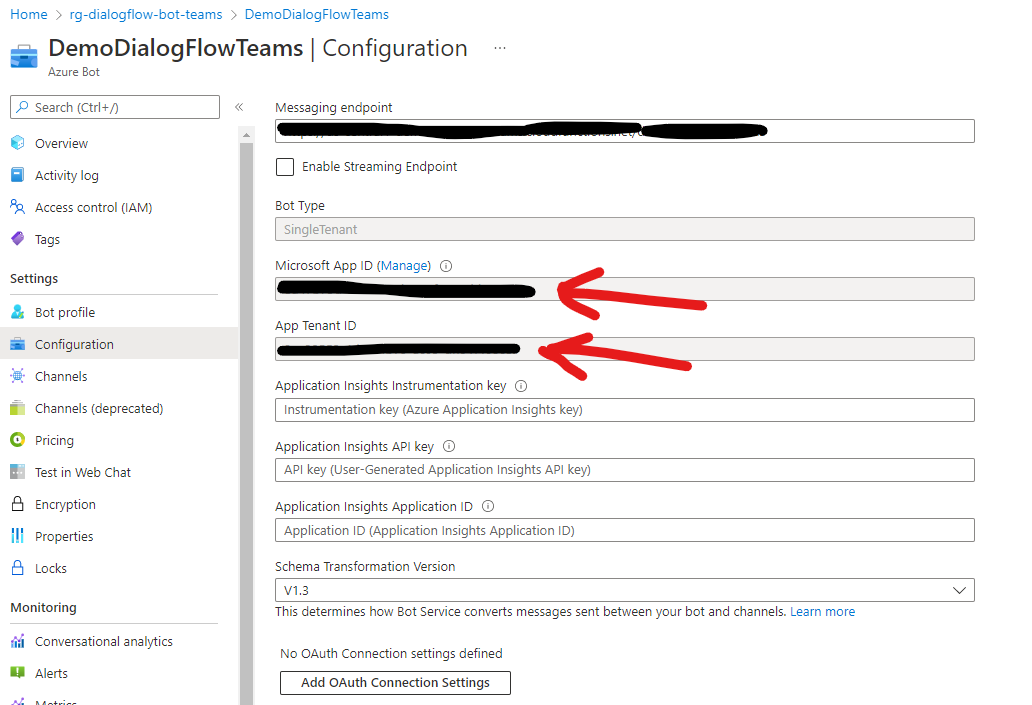 Home > rg-dialogflow-bot-teams > DemoDialogFlowTeams
DemoDialogFlowTeams | Configuration ...
Azure Bot
Search (Ctrl+/)
«
Overview
Activity log
Access control (IAM)
Tags
Settings
Bot profile
Configuration
Channels
Channels (deprecated)
Pricing
Test in Web Chat
Encryption
Properties
Locks
Monitoring
Conversational analytics
Alerts
Metrics
Messaging endpoint
Enable Streaming Endpoint
Bot Type
SingleTenant
Microsoft App ID (Manage)
App Tenant ID
Application Insights Instrumentation key
Instrumentation key (Azure Application Insights key)
Application Insights API key
API key (User-Generated Application Insights API key)
Application Insights Application ID
Application ID (Application Insights Application ID)
Schema Transformation Version
V1.3
This determines how Bot Service converts messages sent between your bot and channels. Learn more
No OAuth Connection settings defined
Add OAuth Connection Settings